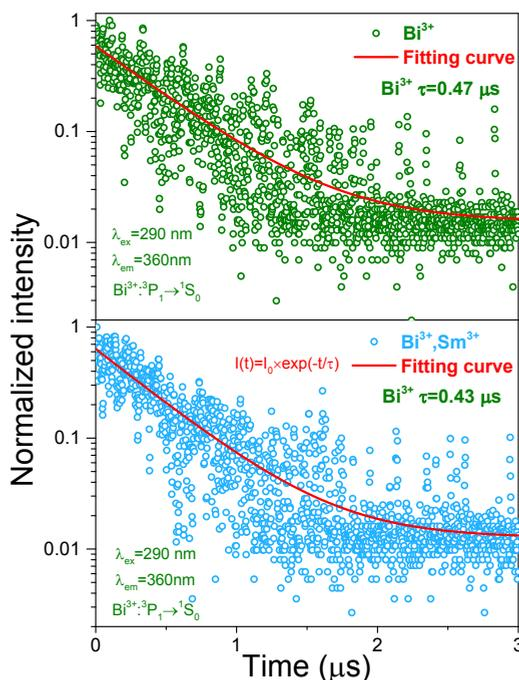 1
Bi³⁺
Fitting curve
Bi³⁺ τ=0.47 μs
0.1
0.01
λex=290 nm
λem=360nm
Bi³⁺:³P₁→¹S₀
Normalized intensity
1
Bi³⁺,Sm³⁺
I(t)=I₀×exp(-t/τ)
Fitting curve
Bi³⁺ τ=0.43 μs
0.1
0.01
λex=290 nm
λem=360nm
Bi³⁺:³P₁→¹S₀
0 1 2 3
Time (μs)